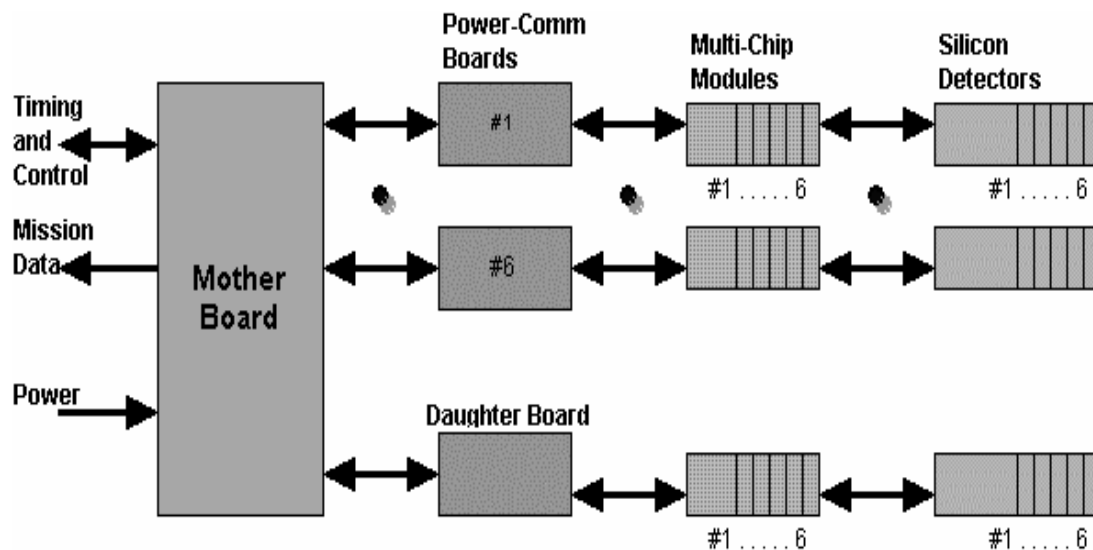 Power-Comm
Boards
Multi-Chip
Modules
Silicon
Detectors
Timing
and
Control
#1
#1 . . . . . 6
#1 . . . . . 6
Mission
Data
Mother
Board
#6
Power
Daughter Board
#1 . . . . . 6
#1 . . . . . 6